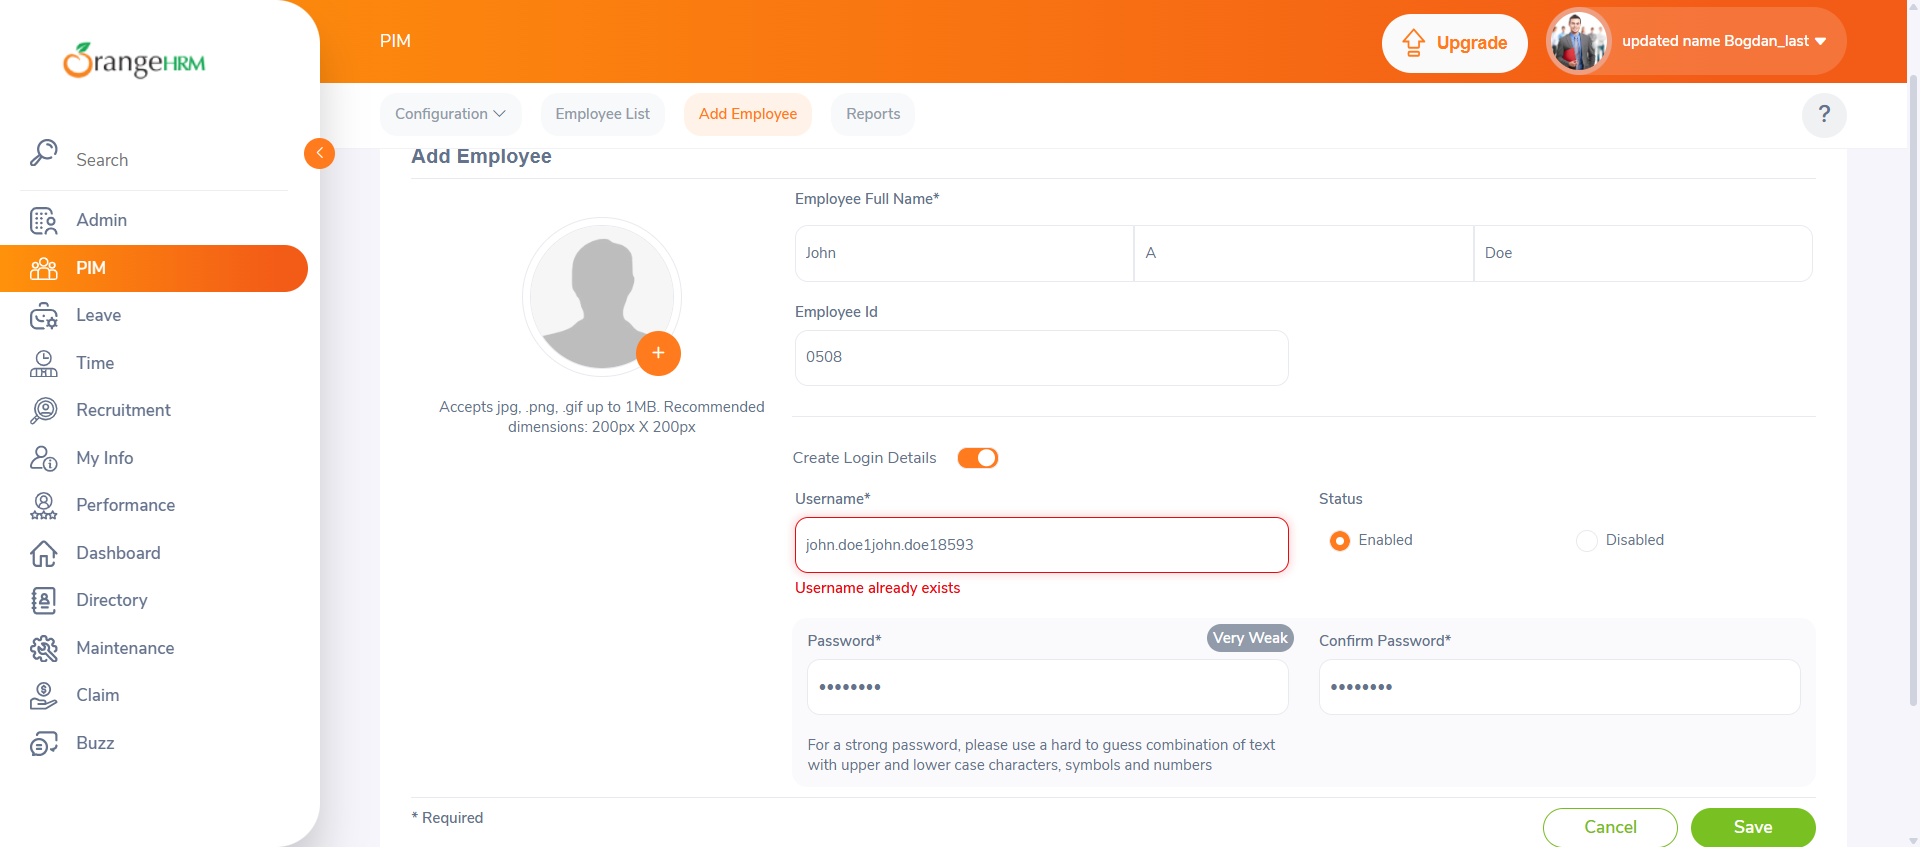 OrangeHRM
PIM
Upgrade
updated name Bogdan_last
Configuration
Employee List
Add Employee
Reports
?
Search
Admin
PIM
Leave
Time
Recruitment
My Info
Performance
Dashboard
Directory
Maintenance
Claim
Buzz
Add Employee
Accepts jpg, .png, .gif up to 1MB. Recommended
dimensions: 200px X 200px
Employee Full Name*
John
A
Doe
Employee Id
0508
Create Login Details
Username*
john.doe1john.doe18593
Username already exists
Status
Enabled
Disabled
Password*
Very Weak
••••••••
Confirm Password*
••••••••
For a strong password, please use a hard to guess combination of text
with upper and lower case characters, symbols and numbers
* Required
Cancel
Save